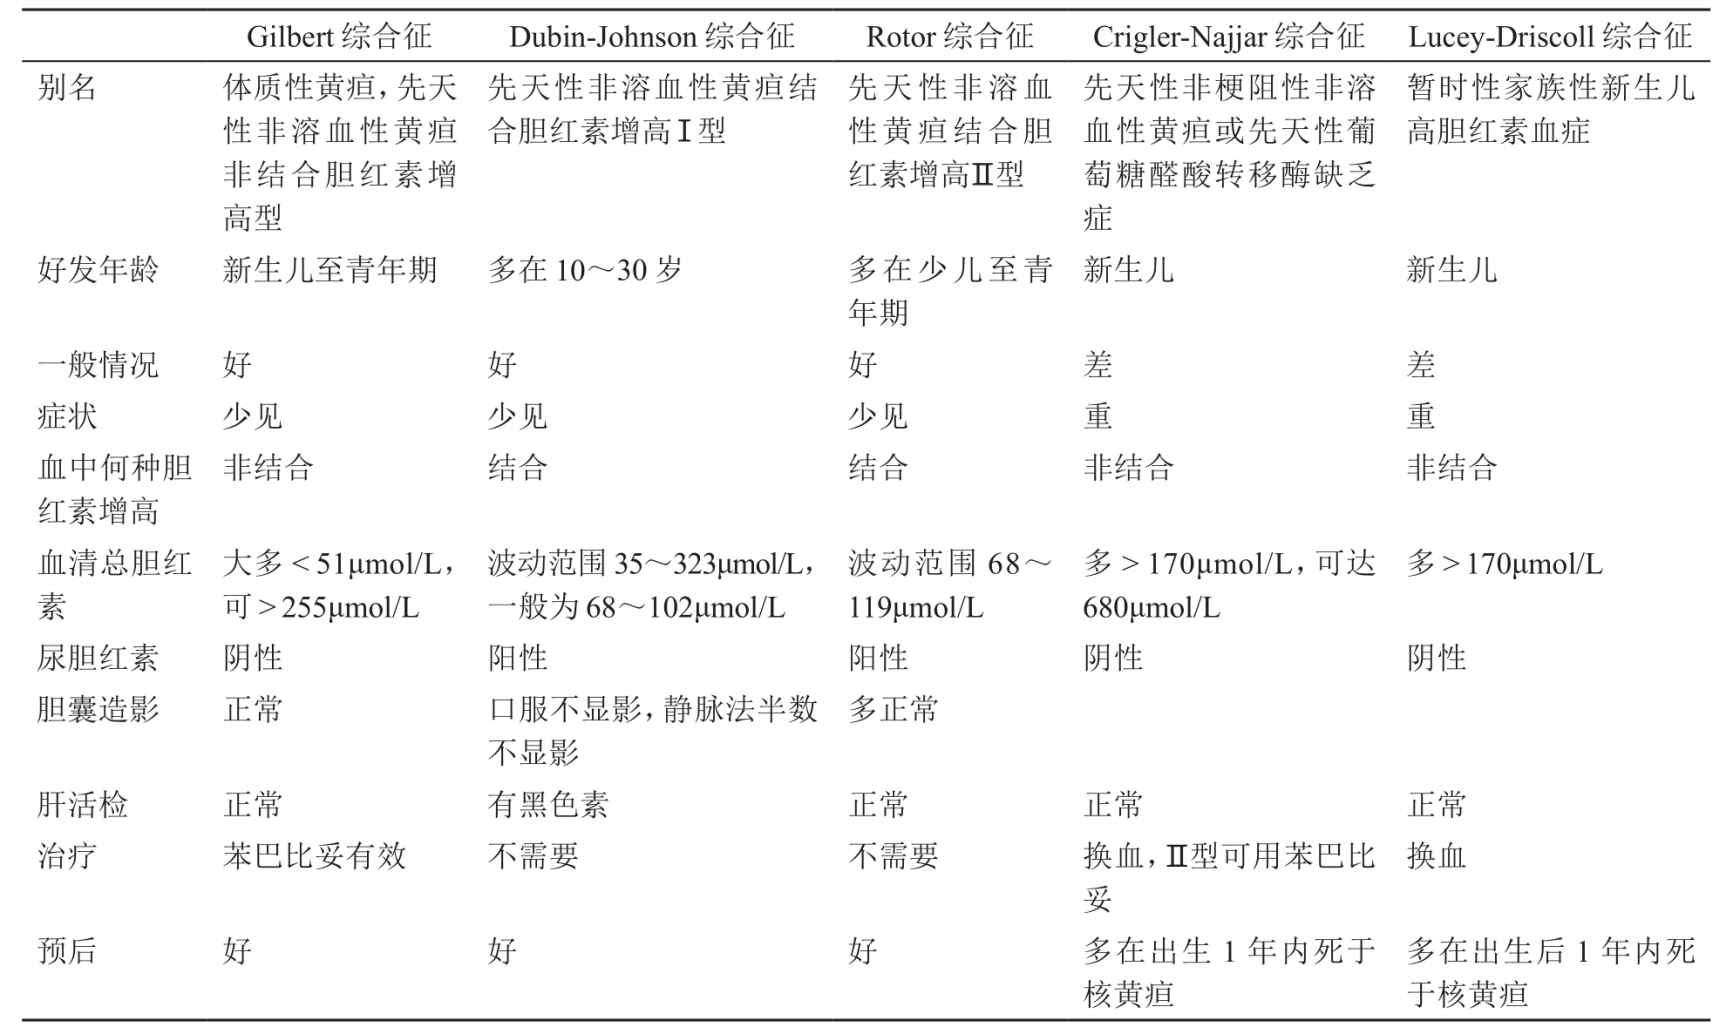 Gilbert 综合征 Dubin-Johnson 综合征 Rotor 综合征 Crigler-Najjar 综合征 Lucey-Driscoll 综合征
别名 体质性黄疸，先天 先天性非溶血性黄疸结 先天性非溶血 先天性非梗阻性非溶 暂时性家族性新生儿
性非溶血性黄疸 合胆红素增高Ⅰ型 性黄疸结合胆 血性黄疸或先天性葡 高胆红素血症
非结合胆红素增 红素增高Ⅱ型 萄糖醛酸转移酶缺乏
高型 症
好发年龄 新生儿至青年期 多在 10～30 岁 多在少儿至青 新生儿 新生儿
年期
一般情况 好 好 好 差 差
症状 少见 少见 少见 重 重
血中何种胆 非结合 结合 结合 非结合 非结合
红素增高
血清总胆红 大多＜51μmol/L， 波动范围 35～323μmol/L， 波动范围 68～ 多＞170μmol/L，可达 多＞170μmol/L
素 可＞255μmol/L 一般为 68～102μmol/L 119μmol/L 680μmol/L
尿胆红素 阴性 阳性 阳性 阴性 阴性
胆囊造影 正常 口服不显影，静脉法半数 多正常
不显影
肝活检 正常 有黑色素 正常 正常 正常
治疗 苯巴比妥有效 不需要 不需要 换血，Ⅱ型可用苯巴比 换血
妥
预后 好 好 好 多在出生 1 年内死于 多在出生后 1 年内死
核黄疸 于核黄疸